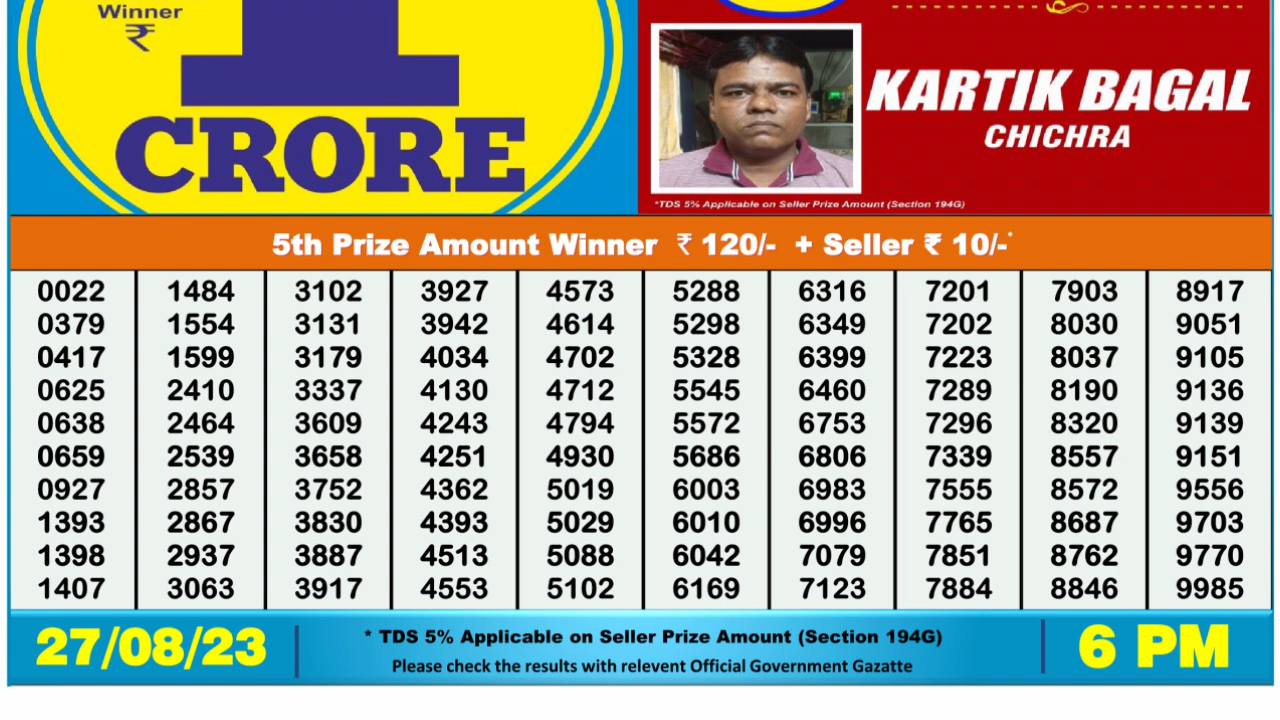 Winner
₹
1
CRORE
KARTIK BAGAL
CHICHRA
*TDS 5% Applicable on Seller Prize Amount (Section 194G)
5th Prize Amount Winner ₹ 120/- + Seller ₹ 10/-*
0022 1484 3102 3927 4573 5288 6316 7201 7903 8917
0379 1554 3131 3942 4614 5298 6349 7202 8030 9051
0417 1599 3179 4034 4702 5328 6399 7223 8037 9105
0625 2410 3337 4130 4712 5545 6460 7289 8190 9136
0638 2464 3609 4243 4794 5572 6753 7296 8320 9139
0659 2539 3658 4251 4930 5686 6806 7339 8557 9151
0927 2857 3752 4362 5019 6003 6983 7555 8572 9556
1393 2867 3830 4393 5029 6010 6996 7765 8687 9703
1398 2937 3887 4513 5088 6042 7079 7851 8762 9770
1407 3063 3917 4553 5102 6169 7123 7884 8846 9985
27/08/23
* TDS 5% Applicable on Seller Prize Amount (Section 194G)
Please check the results with relevent Official Government Gazatte
6 PM